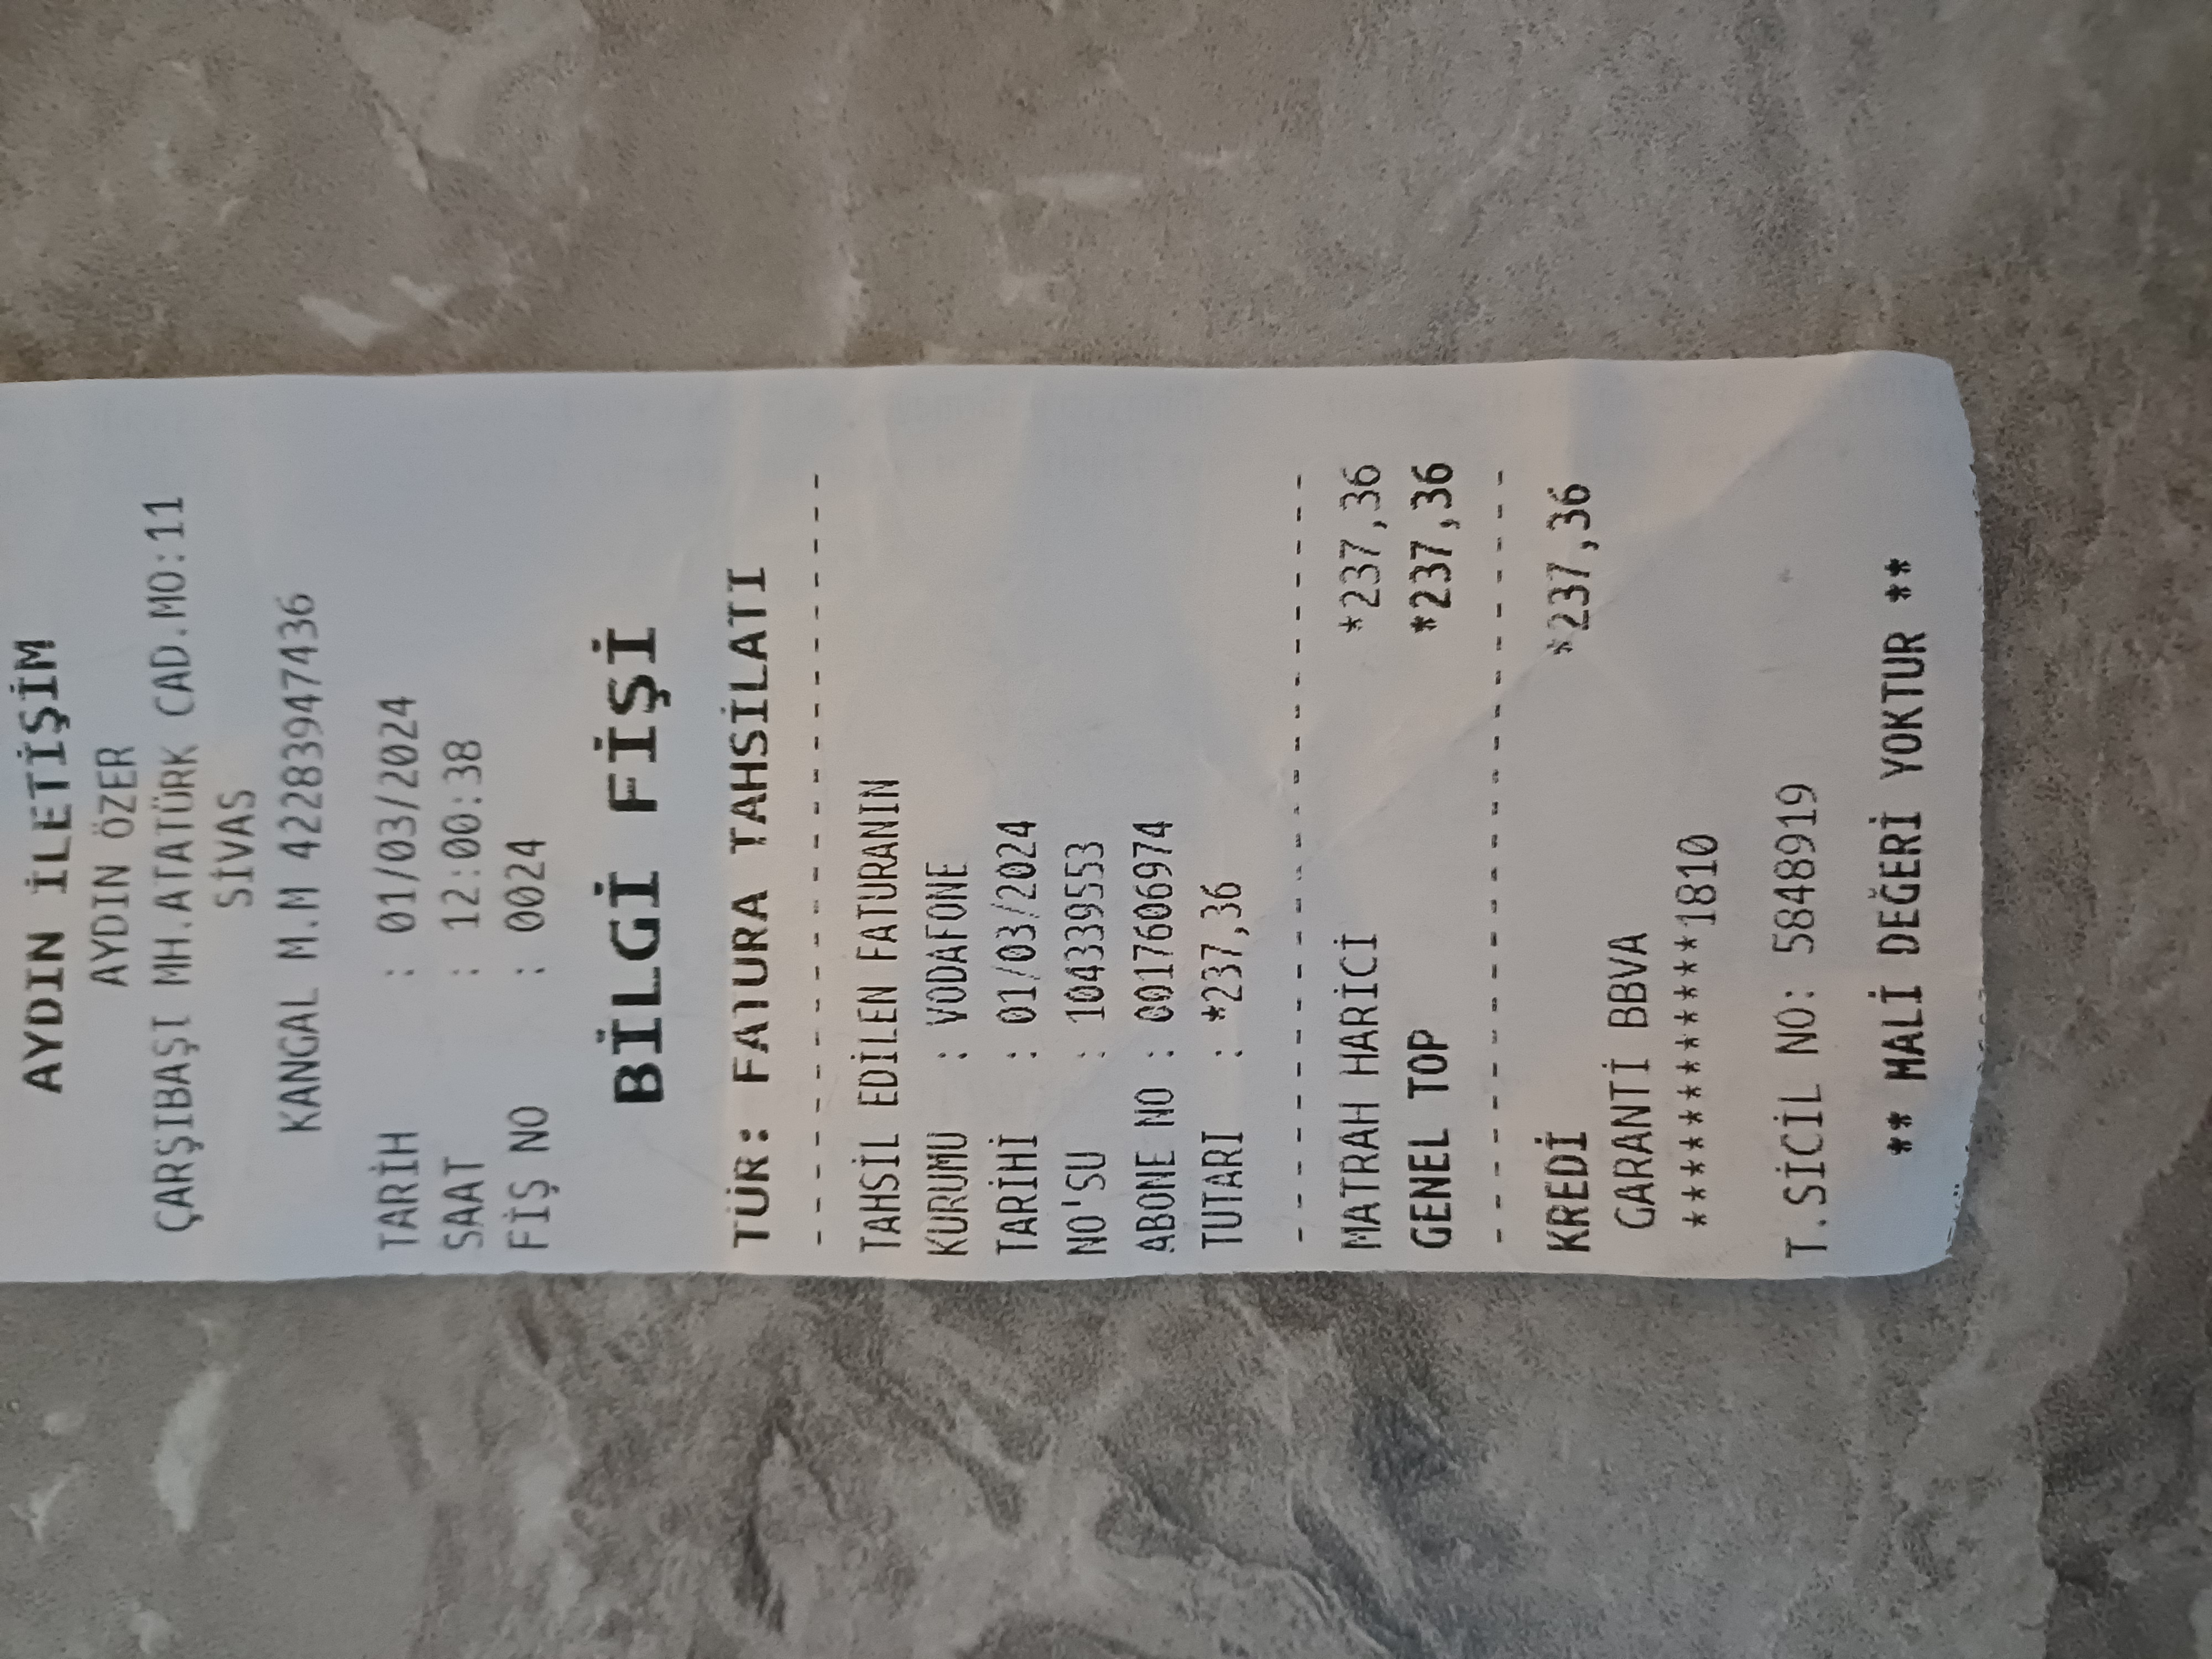 AYDIN İLETİŞİM
AYDIN ÖZER
ÇARŞIBAŞI MH.ATATÜRK CAD.MO:11
SİVAS
KANGAL M.M 42283947436
TARİH : 01/03/2024
SAAT : 12:00:38
FİŞ NO : 0024
BİLGİ FİŞİ
TÜR: FATURA TAHSİLATI
TAHSİL EDİLEN FATURANIN
KURUMU : VODAFONE
TARİHİ : 01/03/2024
NO'SU : 104339553
ABONE NO : 0017606974
TUTARI : *237,36
MATRAH HARİCİ *237,36
GENEL TOP *237,36
KREDİ *237,36
GARANTİ BBVA
************1810
T.SİCİL NO: 5848919
** MALİ DEĞERİ YOKTUR **